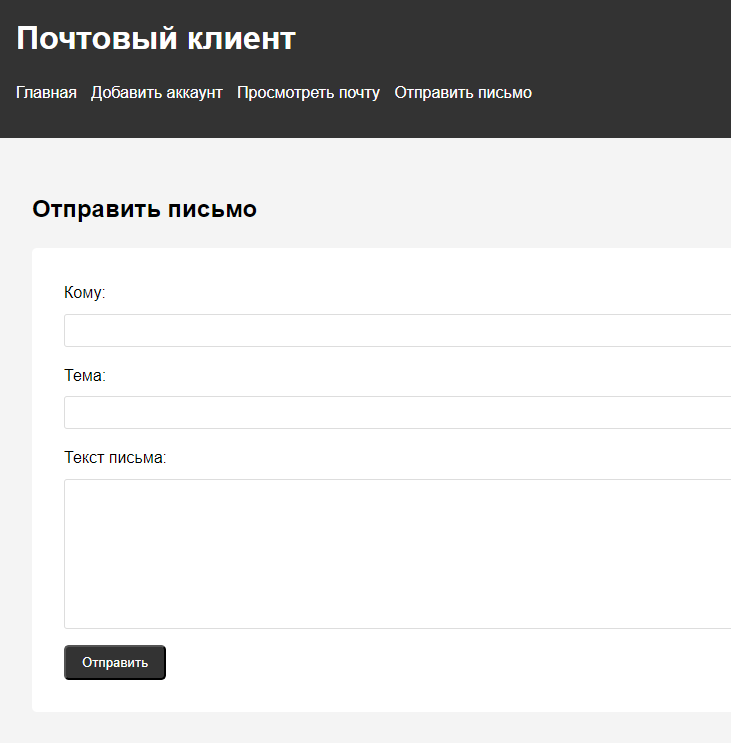 Почтовый клиент
Главная Добавить аккаунт Просмотреть почту Отправить письмо
Отправить письмо
Кому:
Тема:
Текст письма:
Отправить